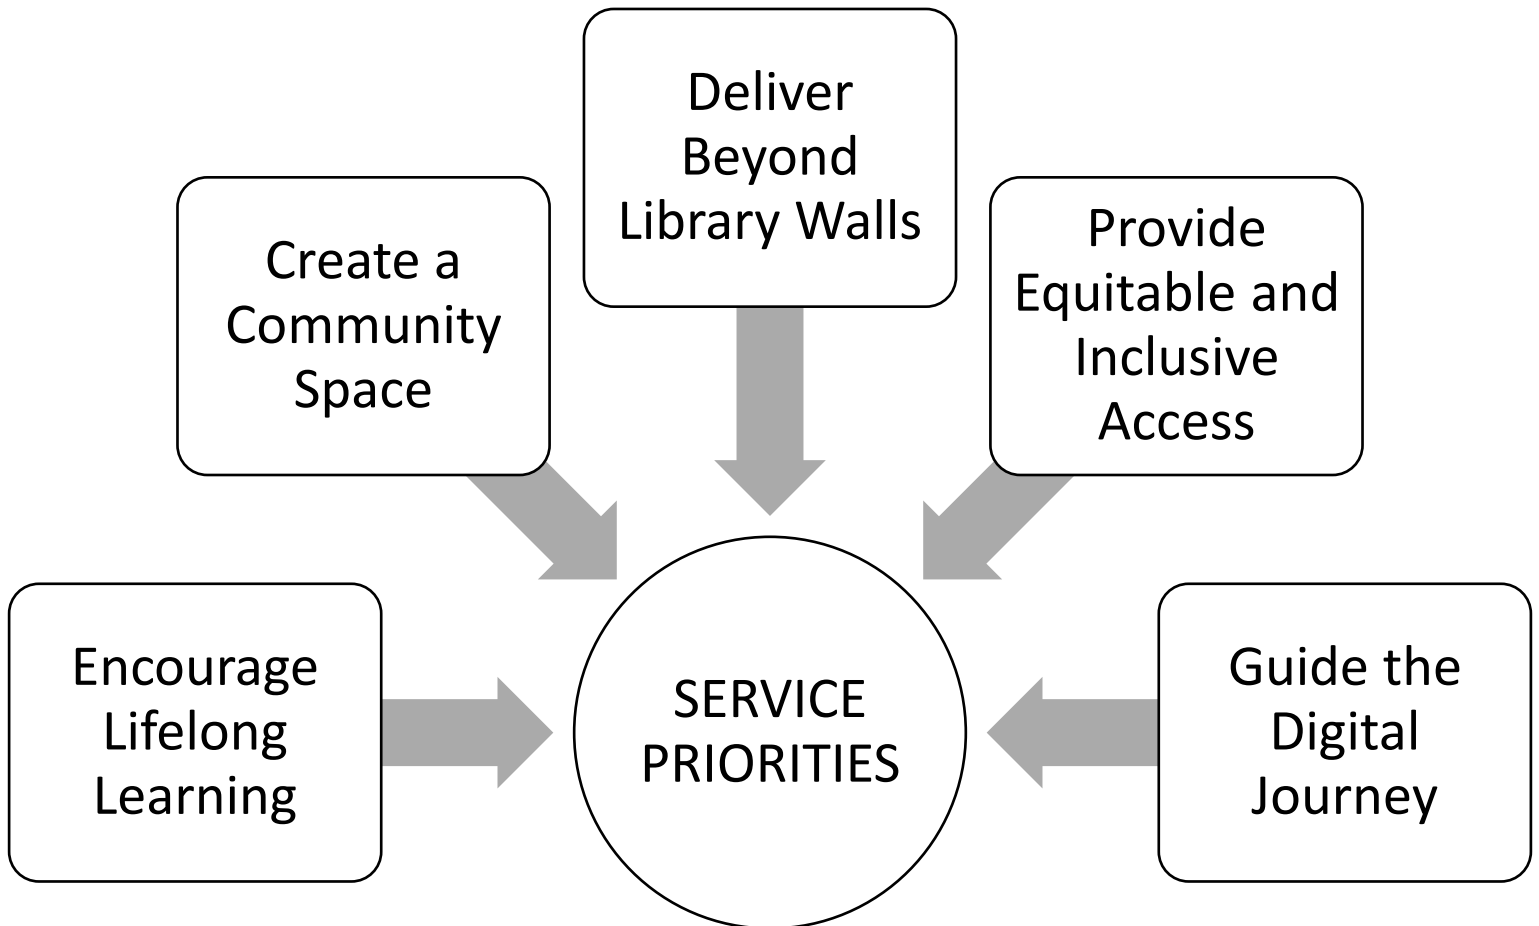 Deliver
Beyond
Library Walls
Create a
Community
Space
Provide
Equitable and
Inclusive
Access
Encourage
Lifelong
Learning
SERVICE
PRIORITIES
Guide the
Digital
Journey